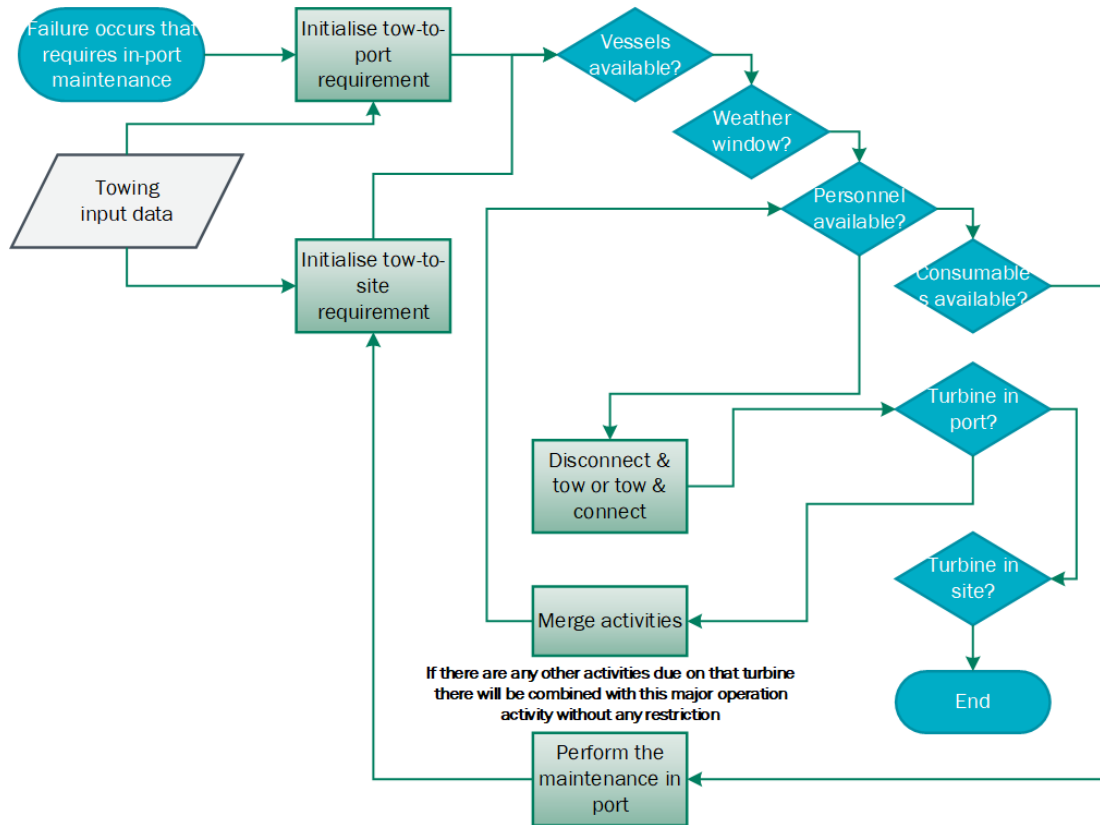 Failure occurs that
requires in-port
maintenance
Initialise tow-to-
port
requirement
Vessels
available?
Weather
window?
Towing
input data
Personnel
available?
Initialise tow-to-
site
requirement
Consumable
s available?
Turbine in
port?
Disconnect &
tow or tow &
connect
Turbine in
site?
Merge activities
If there are any other activities due on that turbine
there will be combined with this major operation
activity without any restriction
End
Perform the
maintenance in
port